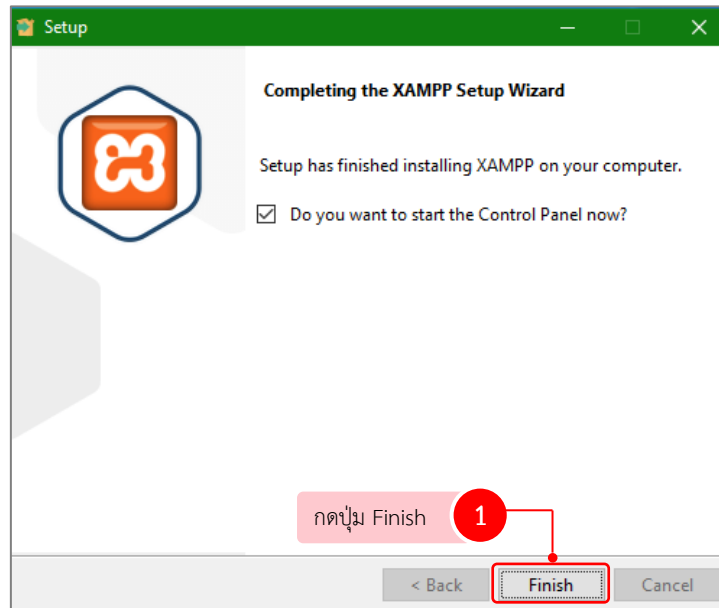 Setup
Completing the XAMPP Setup Wizard
Setup has finished installing XAMPP on your computer.
Do you want to start the Control Panel now?
กดปุ่ม Finish 1
< Back Finish Cancel